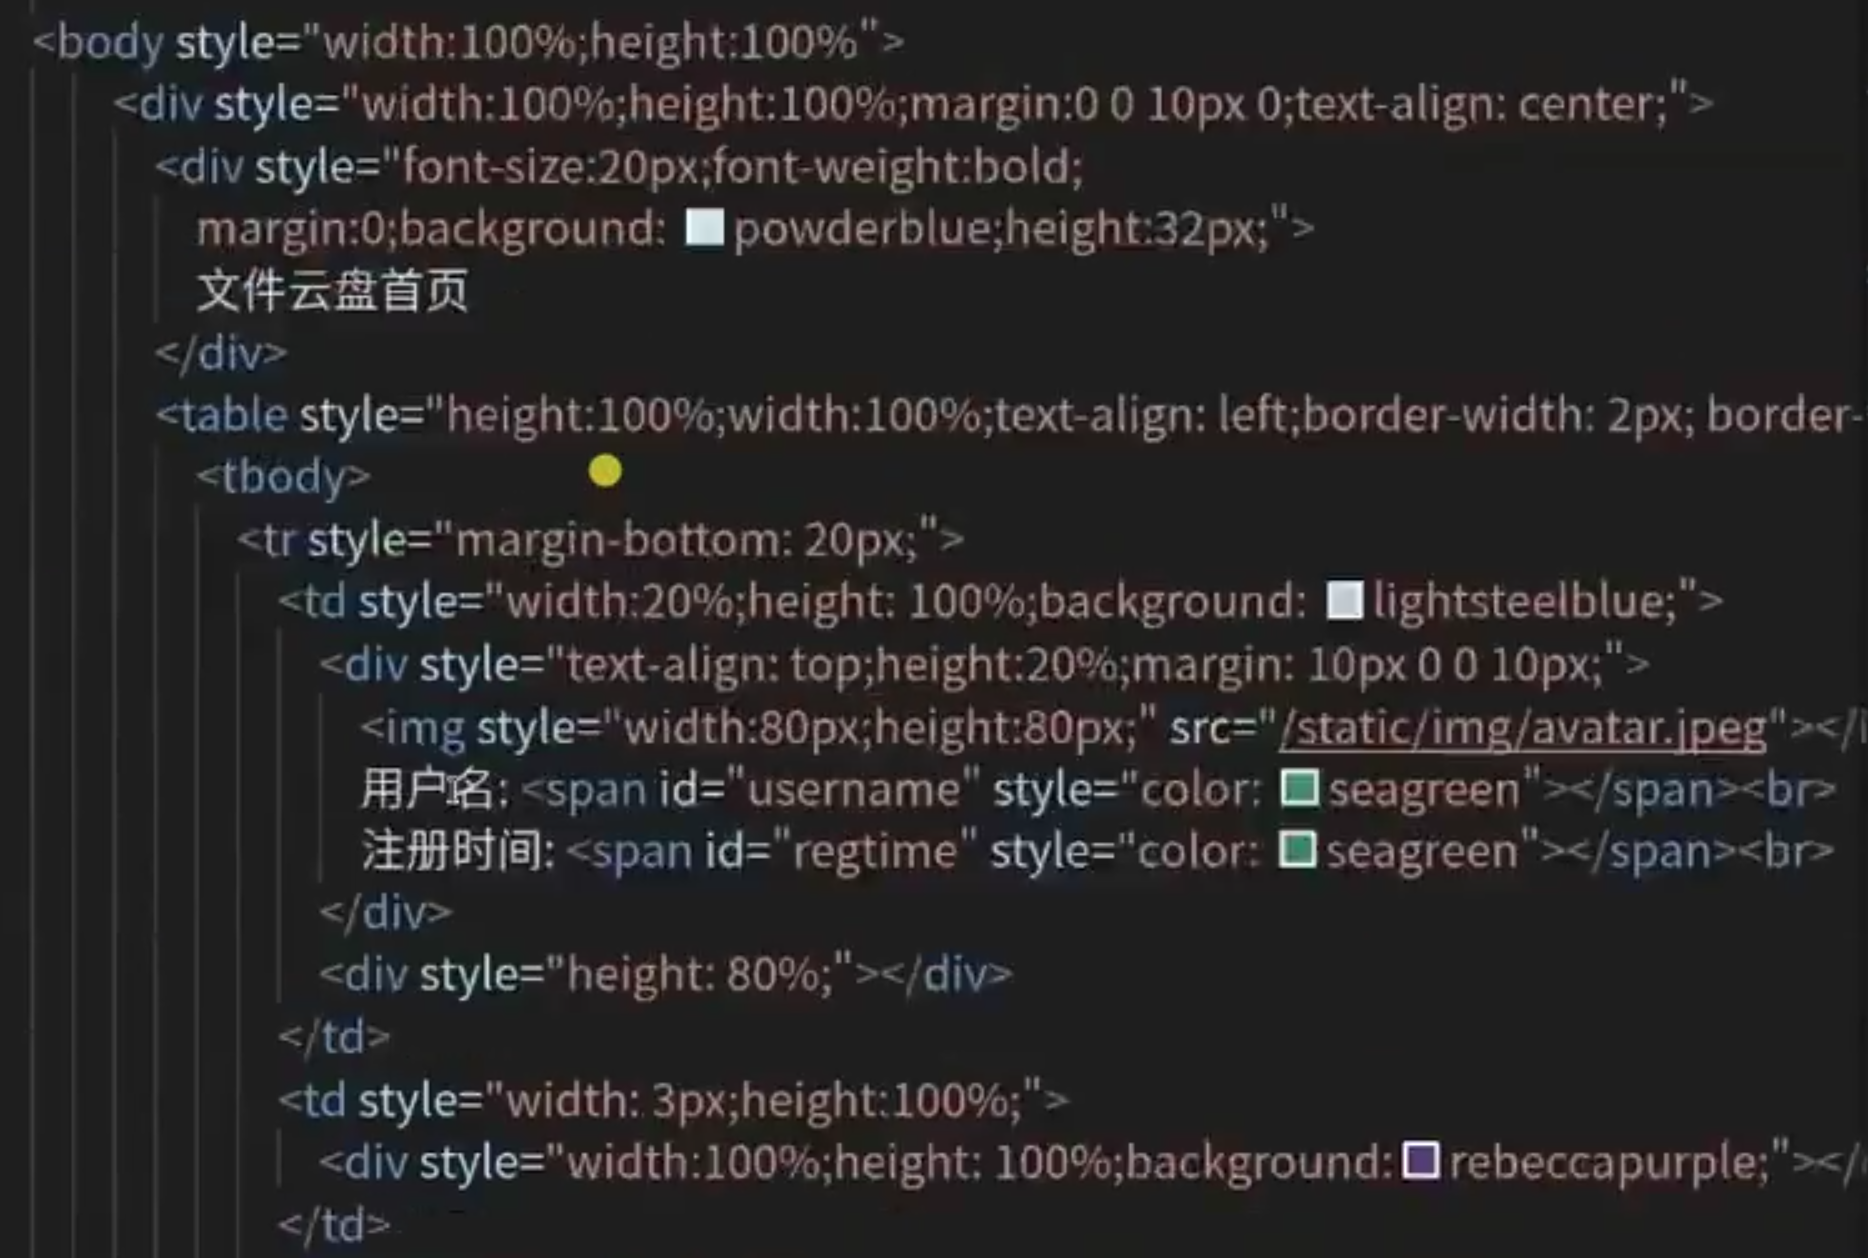 <body style="width:100%;height:100%">
<div style="width:100%;height:100%;margin:0 0 10px 0;text-align: center;">
<div style="font-size:20px;font-weight:bold;
margin:0;background: powderblue;height:32px;">
文件云盘首页
</div>
<table style="height:100%;width:100%;text-align: left;border-width: 2px; border-
<tbody>
<tr style="margin-bottom: 20px;">
<td style="width:20%;height: 100%;background: lightsteelblue;">
<div style="text-align: top;height:20%;margin: 10px 0 0 10px;">
<img style="width:80px;height:80px;" src="/static/img/avatar.jpeg"></
用户名: <span id="username" style="color: seagreen"></span><br>
注册时间: <span id="regtime" style="color: seagreen"></span><br>
</div>
<div style="height: 80%;"></div>
</td>
<td style="width: 3px;height:100%;">
<div style="width:100%;height: 100%;background: rebeccapurple;"></
</td>